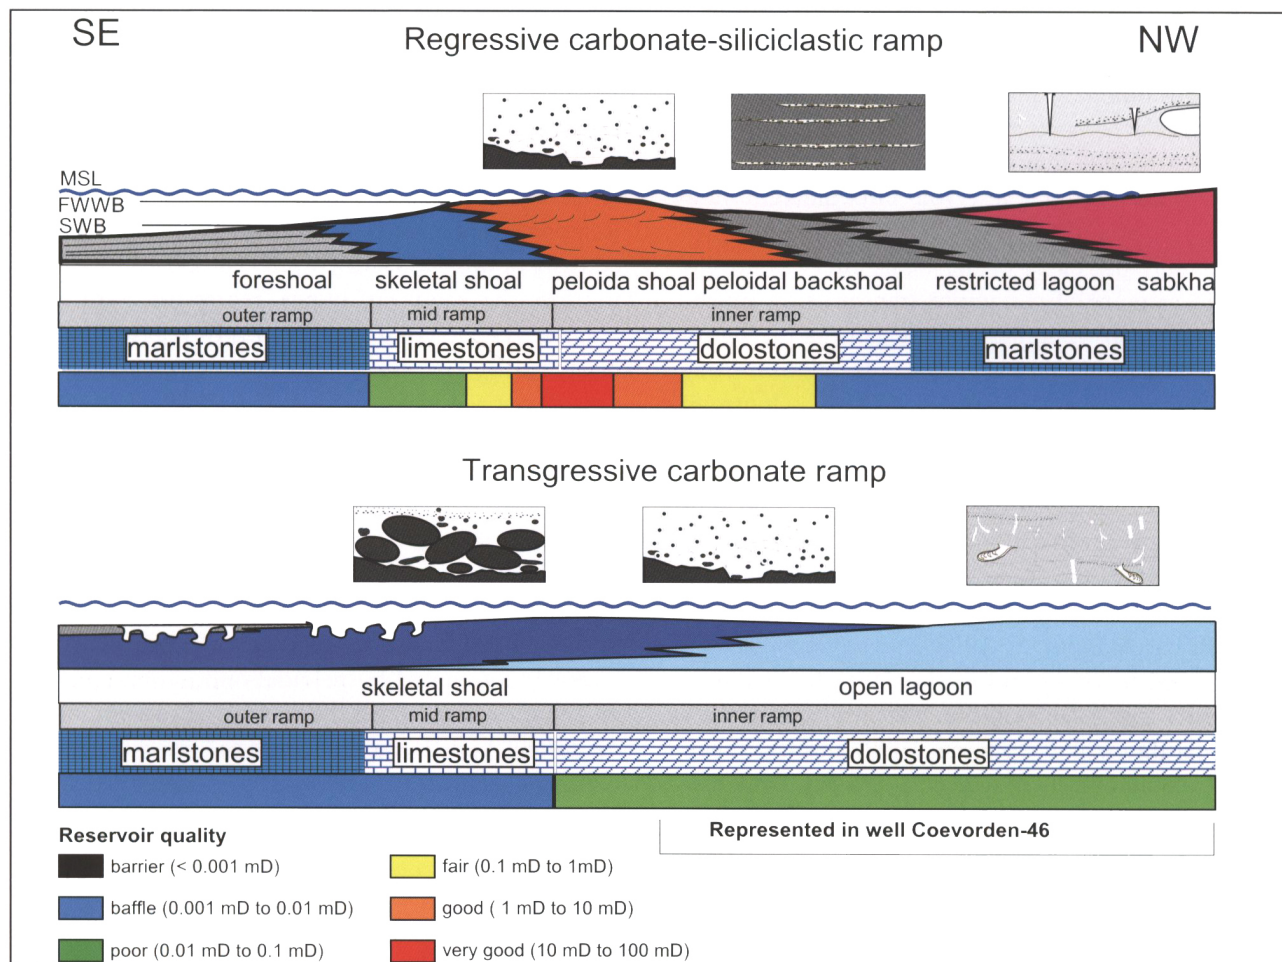 SE
Regressive carbonate-siliciclastic ramp
NW
MSL
FWWB
SWB
foreshoal
skeletal shoal
peloida shoal
peloidal backshoal
restricted lagoon
sabkha
outer ramp
mid ramp
inner ramp
marlstones
limestones
dolostones
marlstones
Transgressive carbonate ramp
skeletal shoal
open lagoon
outer ramp
mid ramp
inner ramp
marlstones
limestones
dolostones
Represented in well Coevorden-46
Reservoir quality
barrier (< 0.001 mD)
fair (0.1 mD to 1mD)
baffle (0.001 mD to 0.01 mD)
good ( 1 mD to 10 mD)
poor (0.01 mD to 0.1 mD)
very good (10 mD to 100 mD)